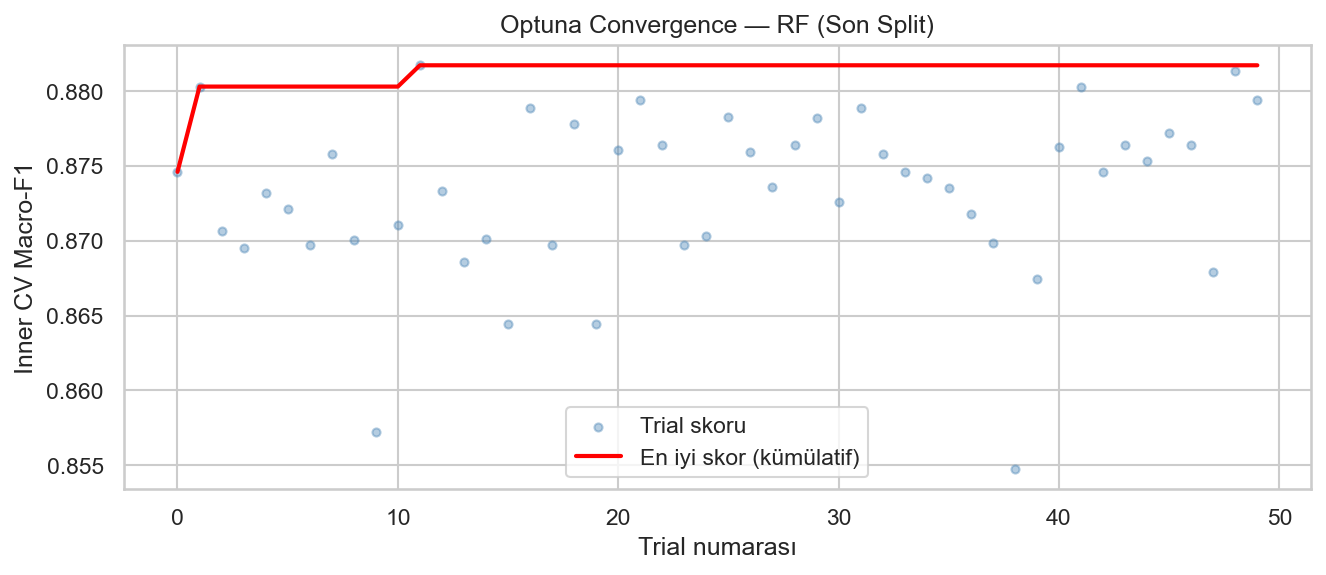 Optuna Convergence — RF (Son Split)
Inner CV Macro-F1
0.880
0.875
0.870
0.865
0.860
0.855
Trial skoru
En iyi skor (kümülatif)
0 10 20 30 40 50
Trial numarası